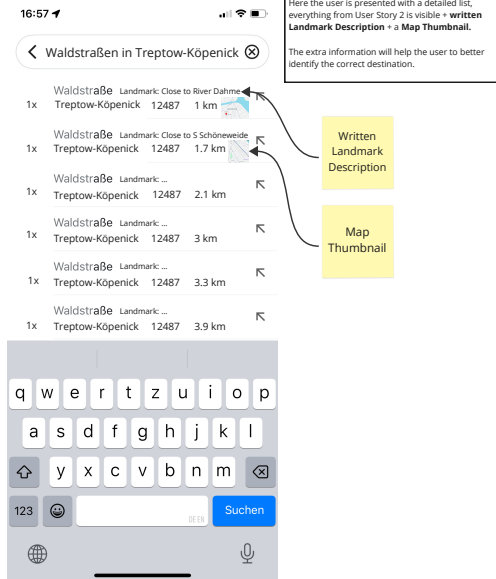 16:57
Waldstraßen in Treptow-Köpenick
Here the user is presented with a detailed list,
everything from User Story 2 is visible + written
Landmark Description + a Map Thumbnail.
The extra information will help the user to better
identify the correct destination.
Waldstraße Landmark: Close to River Dahme
1x Treptow-Köpenick 12487 1 km
Waldstraße Landmark: Close to S Schöneweide
1x Treptow-Köpenick 12487 1.7 km
Waldstraße Landmark: ...
1x Treptow-Köpenick 12487 2.1 km
Waldstraße Landmark: ...
1x Treptow-Köpenick 12487 3 km
Waldstraße Landmark: ...
1x Treptow-Köpenick 12487 3.3 km
Waldstraße Landmark: ...
1x Treptow-Köpenick 12487 3.9 km
Written
Landmark
Description
Map
Thumbnail
q w e r t z u i o p
a s d f g h j k l
y x c v b n m
123 Suchen
DE EN